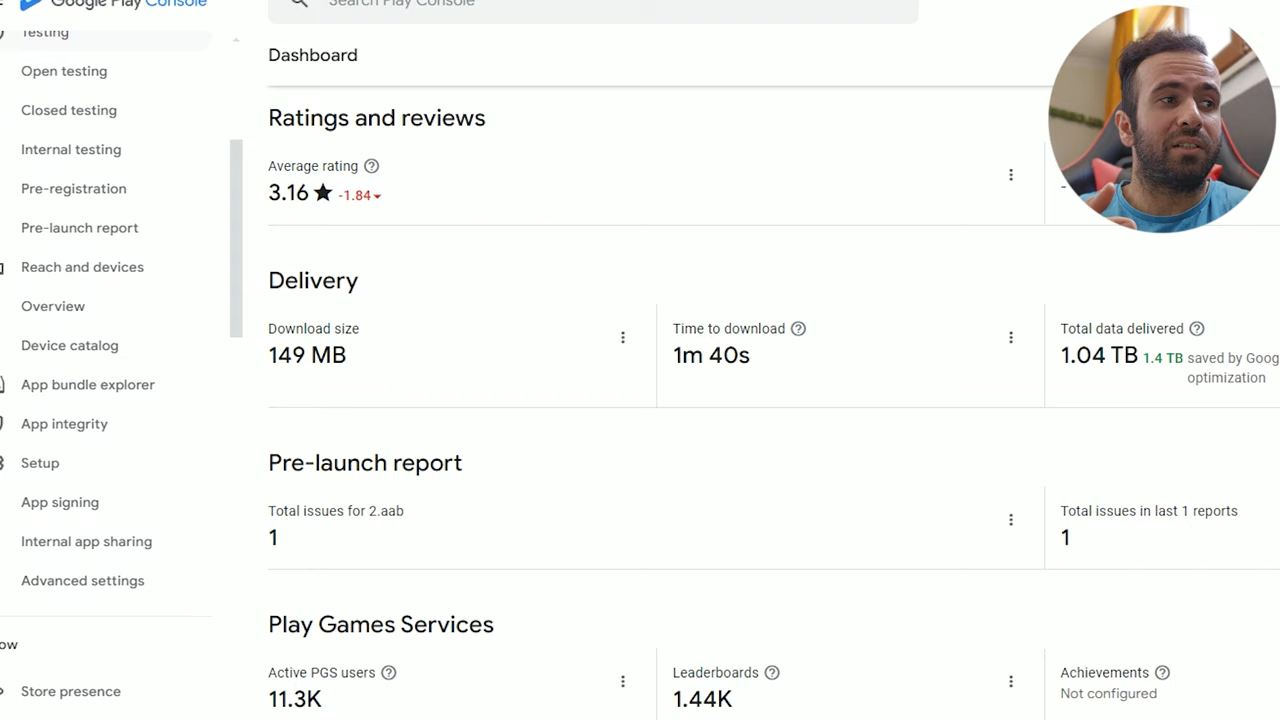 Google Play Console
Search Play Console
Testing
Open testing
Closed testing
Internal testing
Pre-registration
Pre-launch report
Reach and devices
Overview
Device catalog
App bundle explorer
App integrity
Setup
App signing
Internal app sharing
Advanced settings
Store presence
Dashboard
Ratings and reviews
Average rating
3.16 ★ -1.84
Delivery
Download size
149 MB
Time to download
1m 40s
Total data delivered
1.04 TB 1.4 TB saved by Goog
optimization
Pre-launch report
Total issues for 2.aab
1
Total issues in last 1 reports
1
Play Games Services
Active PGS users
11.3K
Leaderboards
1.44K
Achievements
Not configured